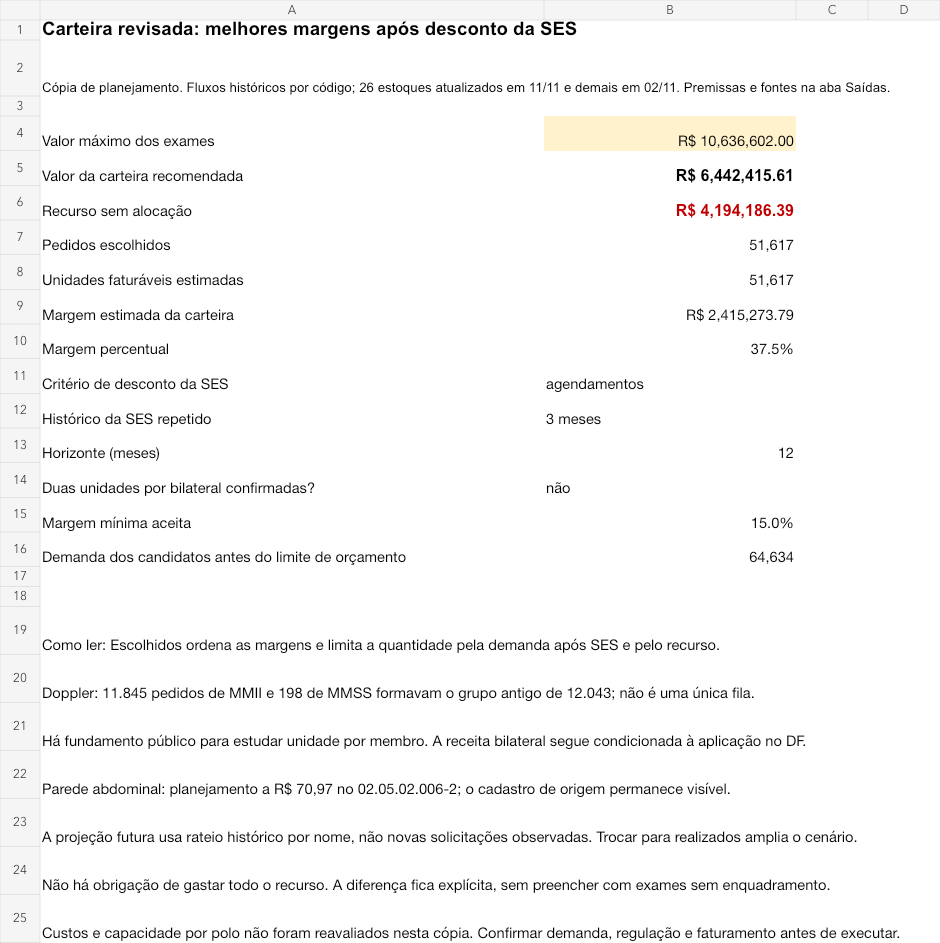 A B C D
1 Carteira revisada: melhores margens após desconto da SES
2 Cópia de planejamento. Fluxos históricos por código; 26 estoques atualizados em 11/11 e demais em 02/11. Premissas e fontes na aba Saídas.
3
4 Valor máximo dos exames R$ 10,636,602.00
5 Valor da carteira recomendada R$ 6,442,415.61
6 Recurso sem alocação R$ 4,194,186.39
7 Pedidos escolhidos 51,617
8 Unidades faturáveis estimadas 51,617
9 Margem estimada da carteira R$ 2,415,273.79
10 Margem percentual 37.5%
11 Critério de desconto da SES agendamentos
12 Histórico da SES repetido 3 meses
13 Horizonte (meses) 12
14 Duas unidades por bilateral confirmadas? não
15 Margem mínima aceita 15.0%
16 Demanda dos candidatos antes do limite de orçamento 64,634
17
18
19 Como ler: Escolhidos ordena as margens e limita a quantidade pela demanda após SES e pelo recurso.
20 Doppler: 11.845 pedidos de MMII e 198 de MMSS formavam o grupo antigo de 12.043; não é uma única fila.
21 Há fundamento público para estudar unidade por membro. A receita bilateral segue condicionada à aplicação no DF.
22 Parede abdominal: planejamento a R$ 70,97 no 02.05.02.006-2; o cadastro de origem permanece visível.
23 A projeção futura usa rateio histórico por nome, não novas solicitações observadas. Trocar para realizados amplia o cenário.
24 Não há obrigação de gastar todo o recurso. A diferença fica explícita, sem preencher com exames sem enquadramento.
25 Custos e capacidade por polo não foram reavaliados nesta cópia. Confirmar demanda, regulação e faturamento antes de executar.